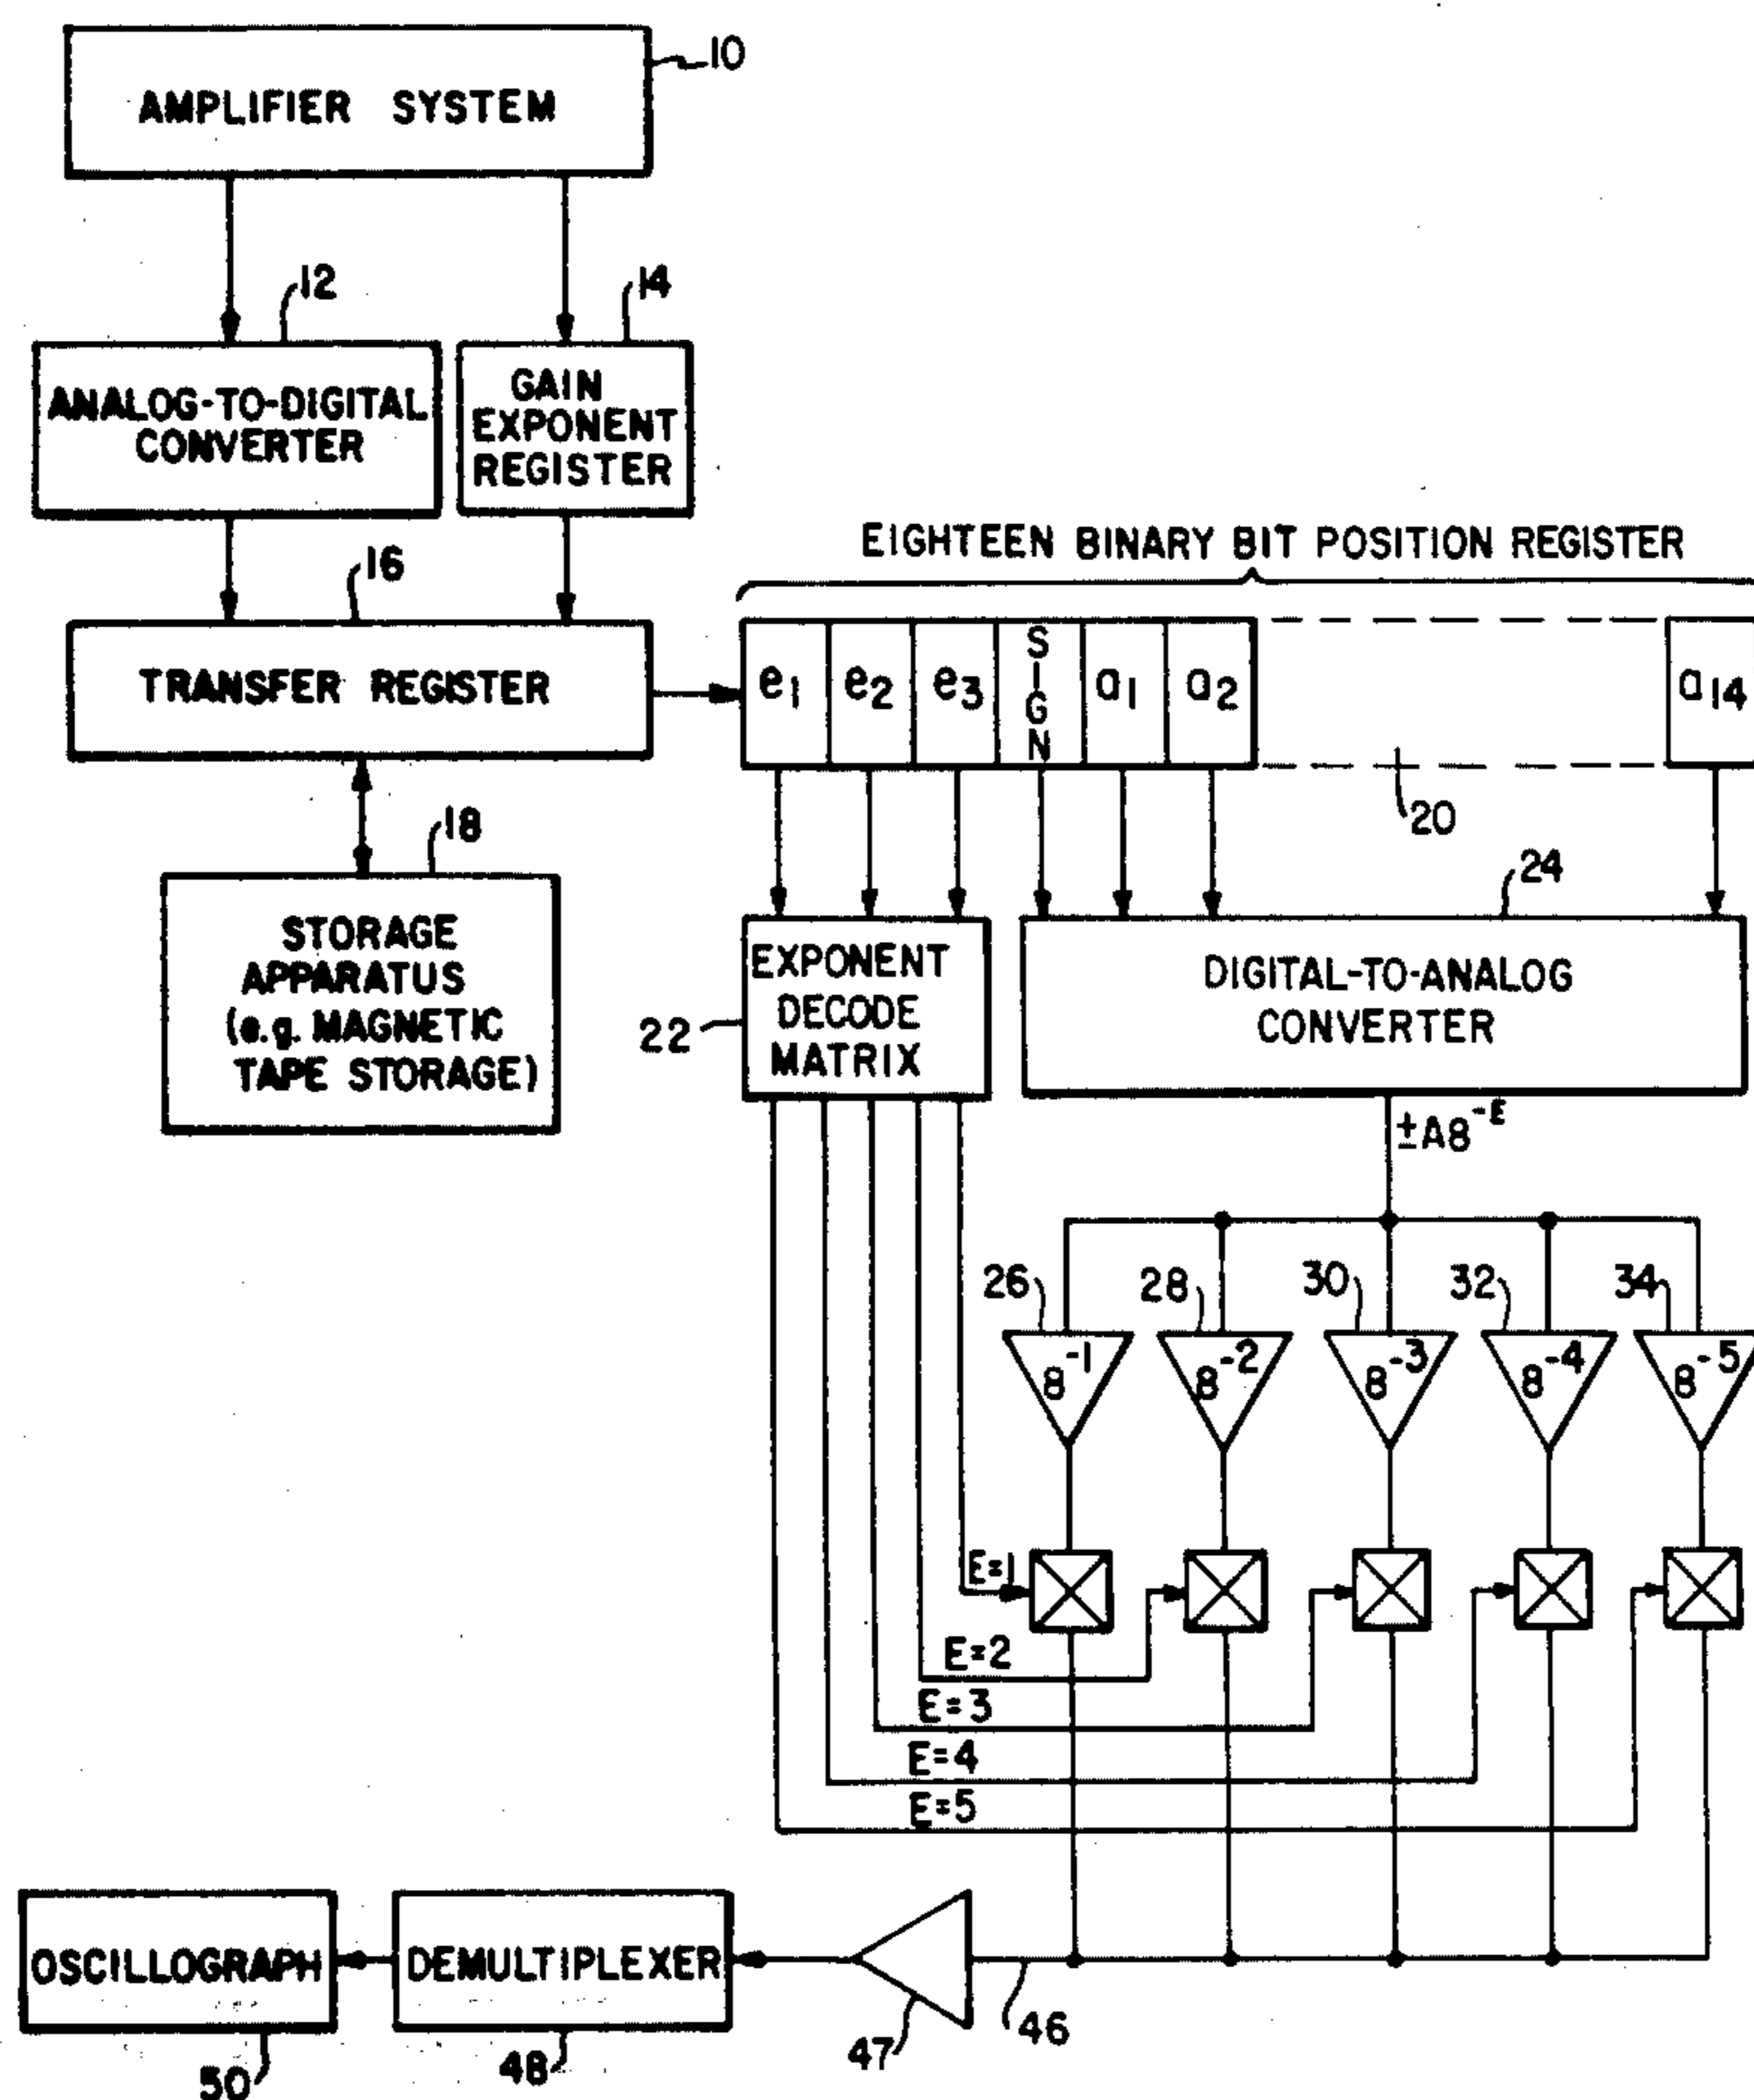 10
AMPLIFIER SYSTEM
12
14
ANALOG-TO-DIGITAL
CONVERTER
GAIN
EXPONENT
REGISTER
EIGHTEEN BINARY BIT POSITION REGISTER
16
TRANSFER REGISTER
e1
e2
e3
SIGN
a1
a2
a14
20
18
STORAGE
APPARATUS
(e.g. MAGNETIC
TAPE STORAGE)
22
EXPONENT
DECODE
MATRIX
24
DIGITAL-TO-ANALOG
CONVERTER
±A8^-E
26
28
30
32
34
8^-1
8^-2
8^-3
8^-4
8^-5
E=1
E=2
E=3
E=4
E=5
OSCILLOGRAPH
DEMULTIPLEXER
50
48
47
46